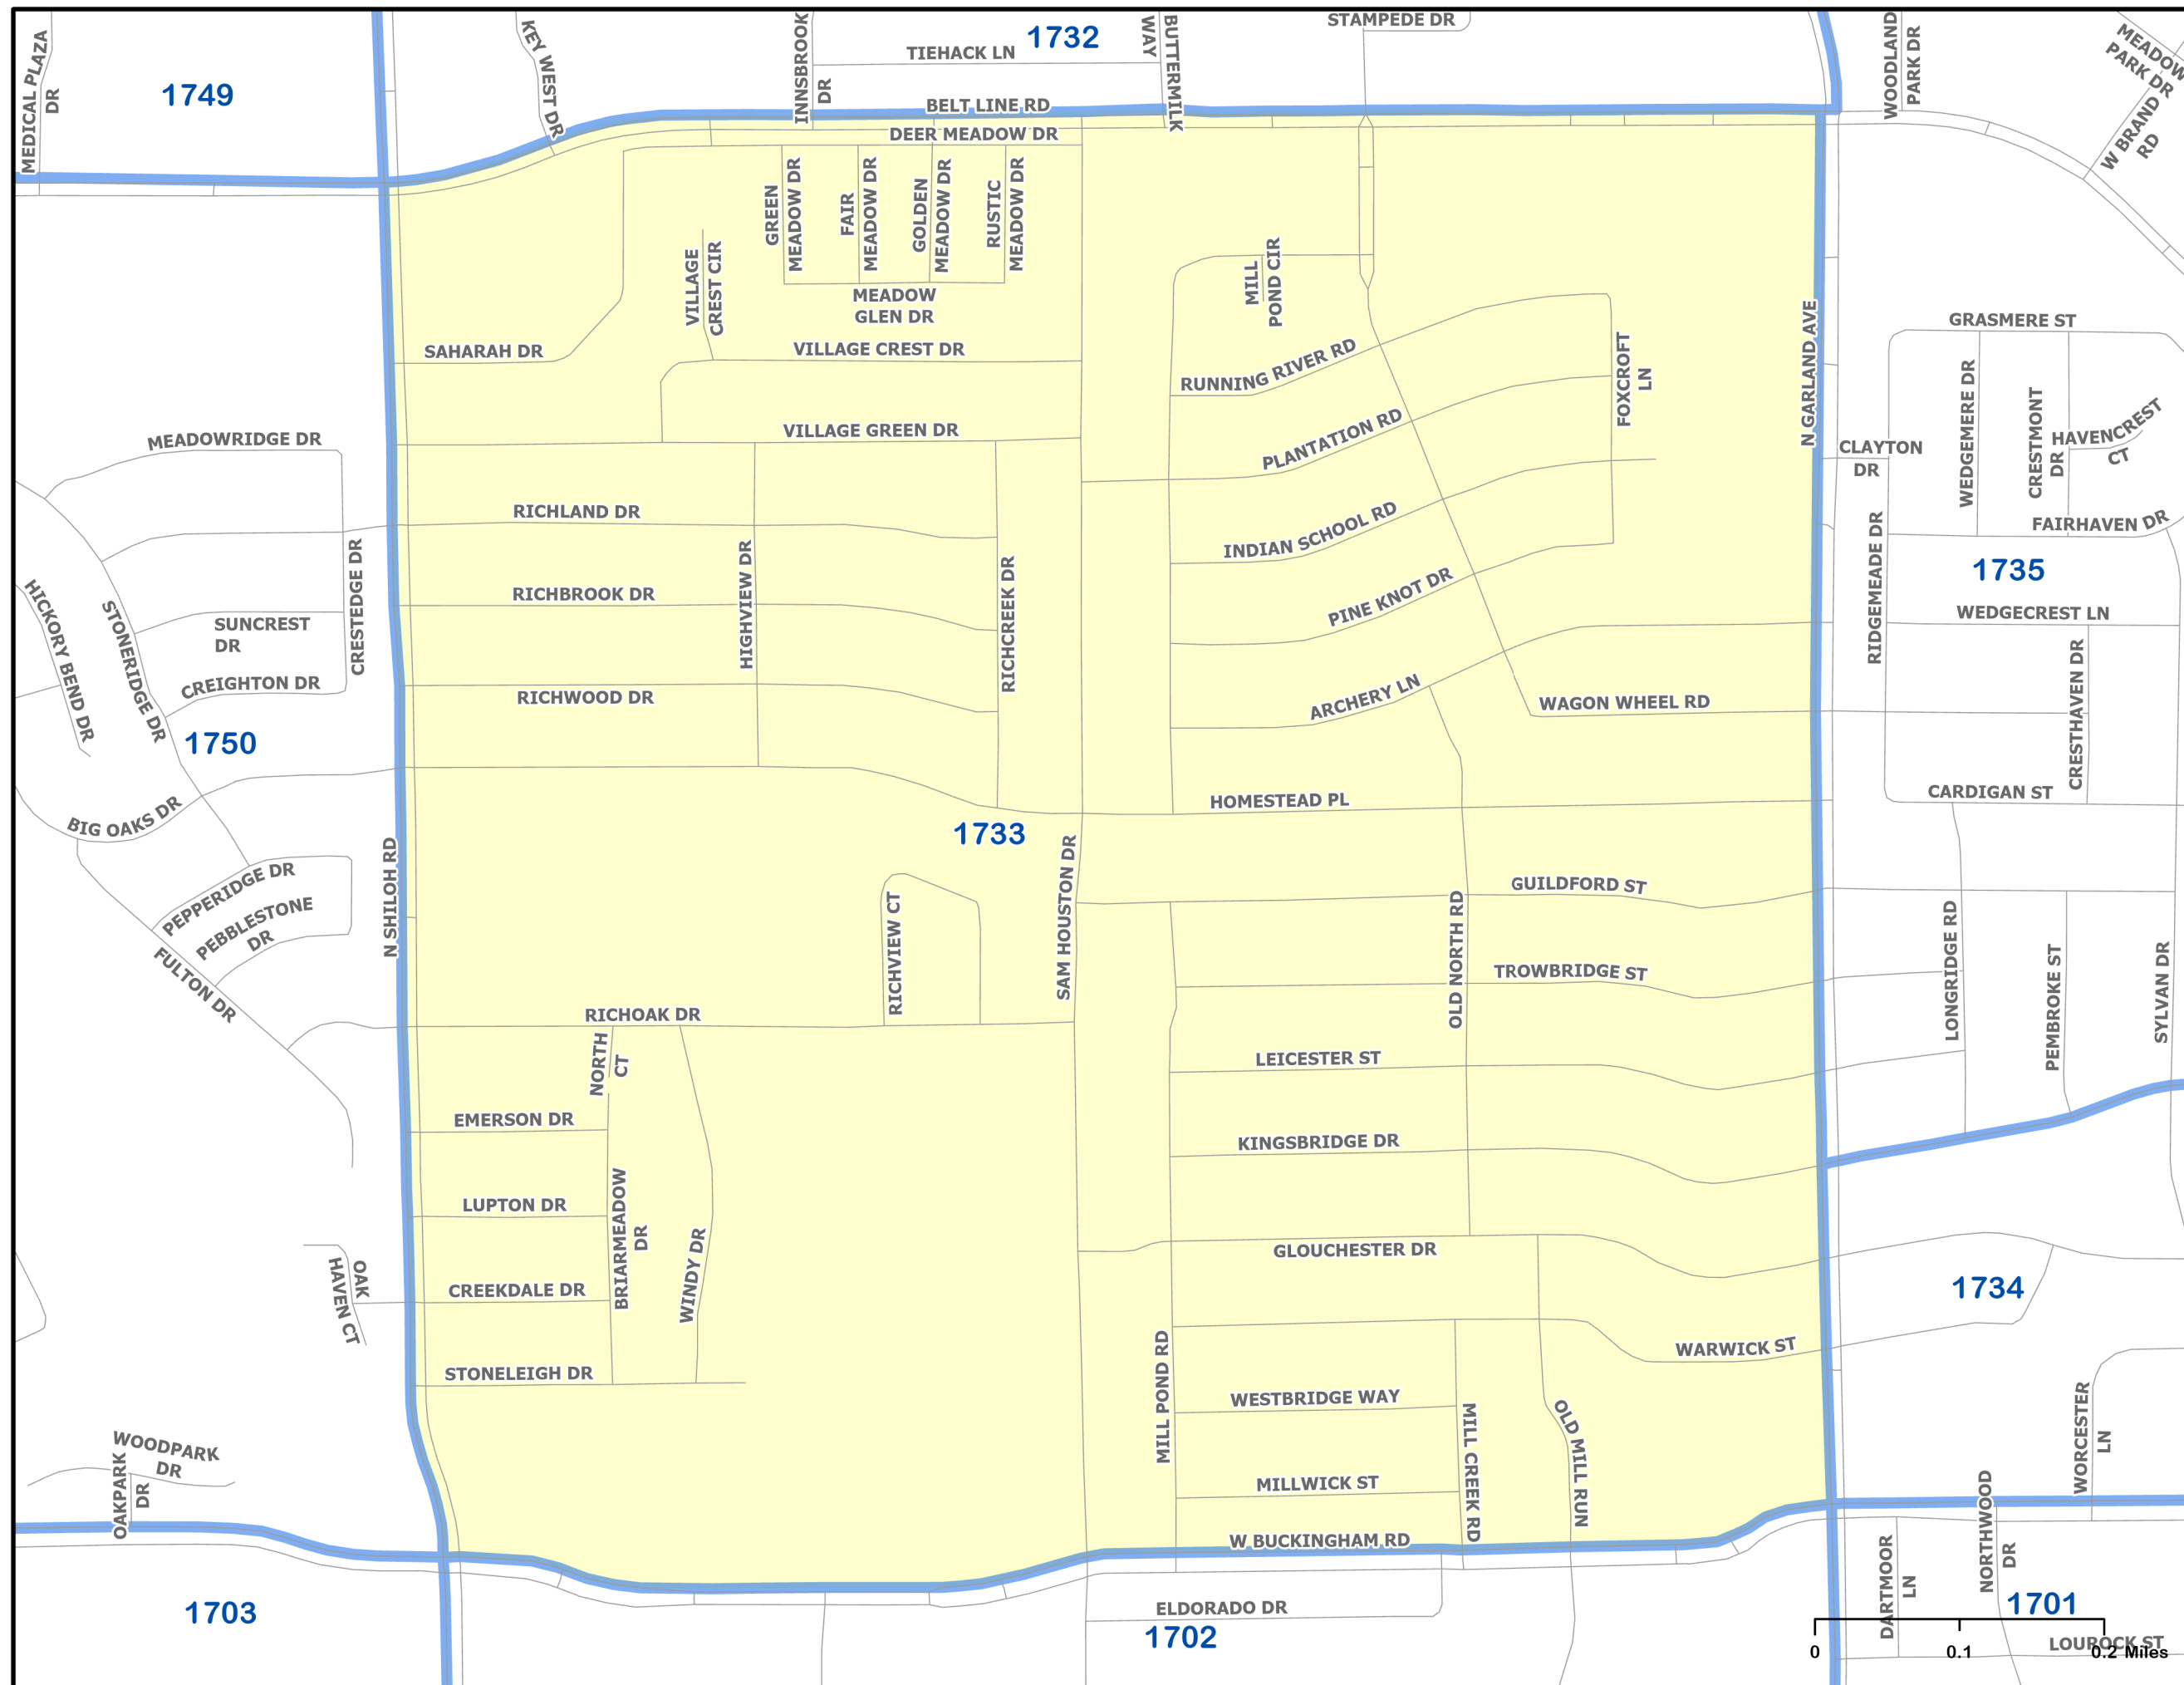 STAMPEDE DR
1732
TIEHACK LN
BUTTERMILK
WAY
INNSBROOK
DR
KEY WEST DR
MEDICAL PLAZA
DR
1749
WOODLAND
PARK DR
MEADOW
PARK DR
W BRAND
RD
BELT LINE RD
DEER MEADOW DR
GREEN
MEADOW DR
FAIR
MEADOW DR
GOLDEN
MEADOW DR
RUSTIC
MEADOW DR
VILLAGE
CREST CIR
MILL
POND CIR
MEADOW
GLEN DR
SAHARAH DR
VILLAGE CREST DR
RUNNING RIVER RD
FOXCROFT
LN
N GARLAND AVE
GRASMERE ST
WEDGEMERE DR
CRESTMONT
DR
HAVENCREST
CT
CLAYTON
DR
MEADOWRIDGE DR
VILLAGE GREEN DR
PLANTATION RD
RICHLAND DR
INDIAN SCHOOL RD
FAIRHAVEN DR
RIDGEMEADE DR
1735
HICKORY BEND DR
STONERIDGE DR
CRESTEDGE DR
HIGHVIEW DR
RICHCREEK DR
RICHBROOK DR
PINE KNOT DR
WEDGECREST LN
SUNCREST
DR
CREIGHTON DR
RICHWOOD DR
ARCHERY LN
WAGON WHEEL RD
CRESTHAVEN DR
1750
BIG OAKS DR
HOMESTEAD PL
CARDIGAN ST
1733
N SHILOH RD
SAM HOUSTON DR
PEPPERIDGE DR
PEBBLESTONE
DR
FULTON DR
RICHVIEW CT
GUILDFORD ST
OLD NORTH RD
TROWBRIDGE ST
LONGRIDGE RD
PEMBROKE ST
SYLVAN DR
RICHOAK DR
NORTH
CT
LEICESTER ST
EMERSON DR
KINGSBRIDGE DR
LUPTON DR
BRIARMEADOW
DR
WINDY DR
GLOUCHESTER DR
OAK
HAVEN CT
CREEKDALE DR
1734
STONELEIGH DR
WARWICK ST
MILL POND RD
WESTBRIDGE WAY
MILL CREEK RD
OLD MILL RUN
WORCESTER
LN
WOODPARK
DR
OAKPARK
DR
MILLWICK ST
W BUCKINGHAM RD
NORTHWOOD
DR
DARTMOOR
LN
1703
ELDORADO DR
1702
1701
LOUROCK ST
0 0.1 0.2 Miles